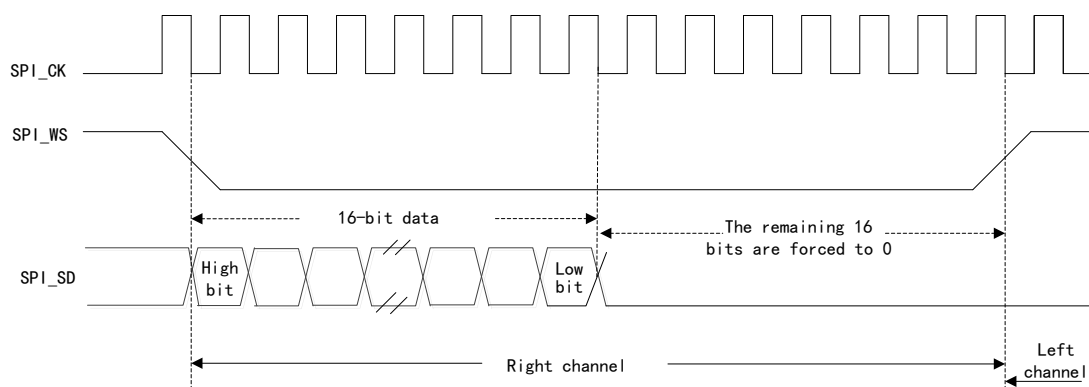 SPI_CK
SPI_WS
16-bit data
The remaining 16
bits are forced to 0
SPI_SD
High
bit
Low
bit
Right channel
Left
channel